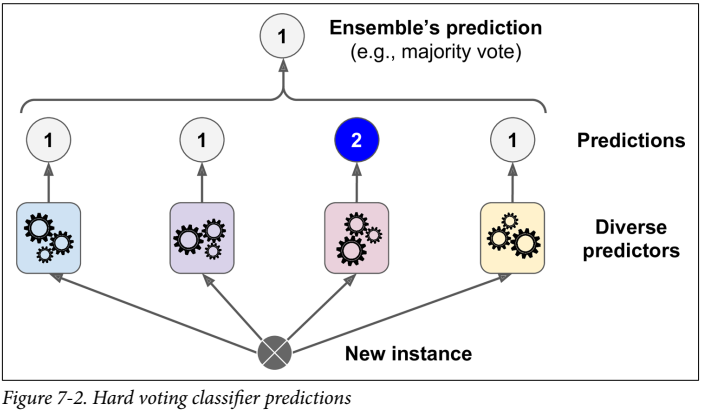 1
Ensemble's prediction
(e.g., majority vote)
1 1 2 1 Predictions
Diverse
predictors
New instance
Figure 7-2. Hard voting classifier predictions